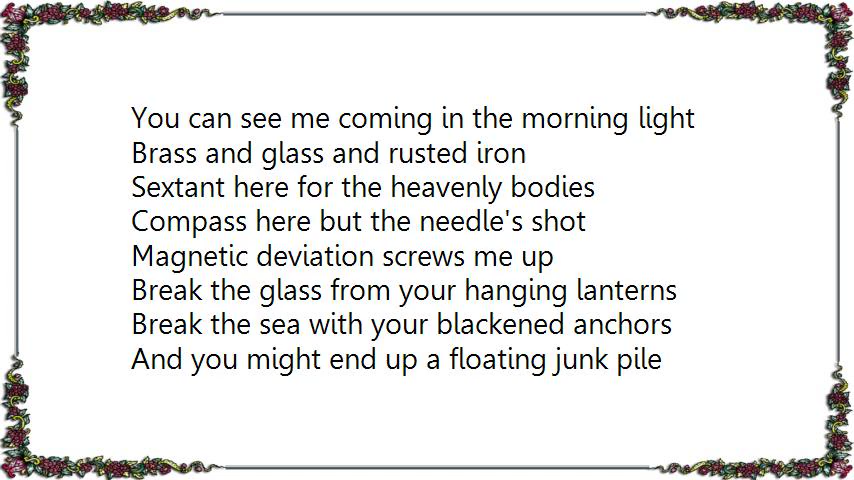 You can see me coming in the morning light
Brass and glass and rusted iron
Sextant here for the heavenly bodies
Compass here but the needle's shot
Magnetic deviation screws me up
Break the glass from your hanging lanterns
Break the sea with your blackened anchors
And you might end up a floating junk pile